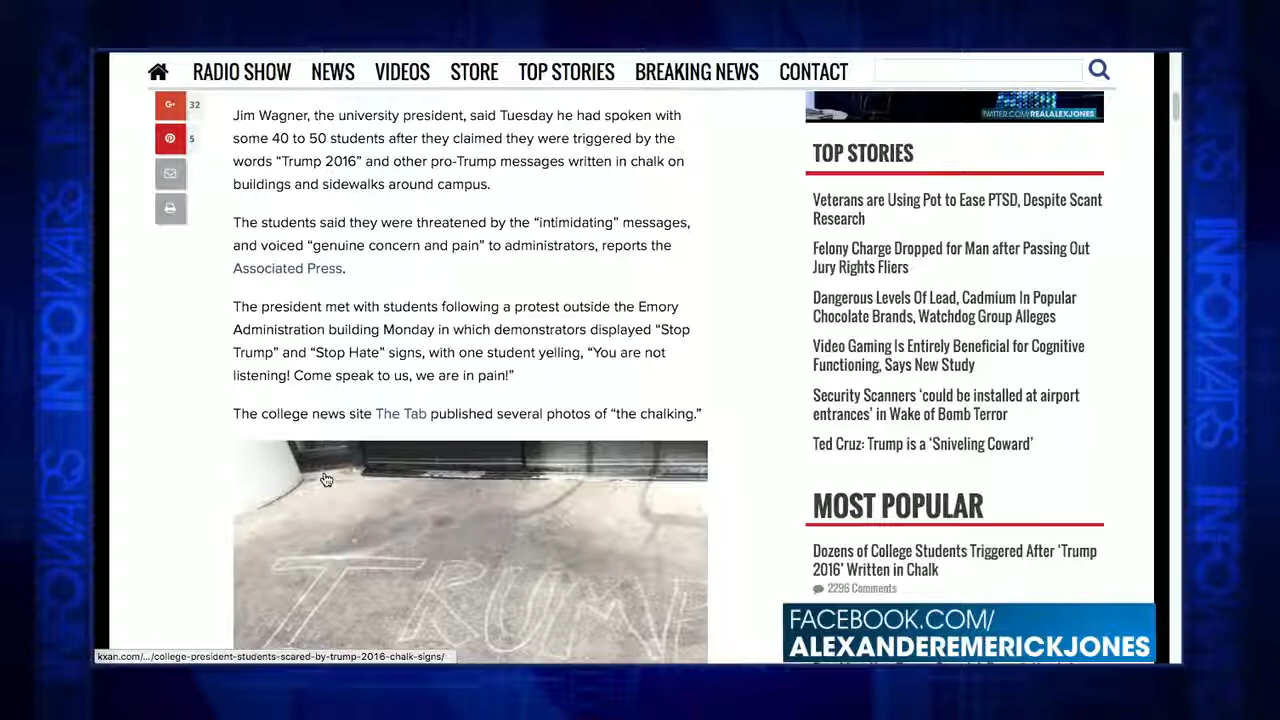 RADIO SHOW NEWS VIDEOS STORE TOP STORIES BREAKING NEWS CONTACT
G+ 32
5
Jim Wagner, the university president, said Tuesday he had spoken with
some 40 to 50 students after they claimed they were triggered by the
words “Trump 2016” and other pro-Trump messages written in chalk on
buildings and sidewalks around campus.
The students said they were threatened by the “intimidating” messages,
and voiced “genuine concern and pain” to administrators, reports the
Associated Press.
The president met with students following a protest outside the Emory
Administration building Monday in which demonstrators displayed “Stop
Trump” and “Stop Hate” signs, with one student yelling, “You are not
listening! Come speak to us, we are in pain!”
The college news site The Tab published several photos of “the chalking.”
TRUMP
kxan.com/.../college-president-students-scared-by-trump-2016-chalk-signs/
TWITTER.COM/REALALEXJONES
TOP STORIES
Veterans are Using Pot to Ease PTSD, Despite Scant
Research
Felony Charge Dropped for Man after Passing Out
Jury Rights Fliers
Dangerous Levels Of Lead, Cadmium In Popular
Chocolate Brands, Watchdog Group Alleges
Video Gaming Is Entirely Beneficial for Cognitive
Functioning, Says New Study
Security Scanners ‘could be installed at airport
entrances’ in Wake of Bomb Terror
Ted Cruz: Trump is a ‘Sniveling Coward’
MOST POPULAR
Dozens of College Students Triggered After ‘Trump
2016’ Written in Chalk
2296 Comments
FACEBOOK.COM/
ALEXANDEREMERICKJONES
INFOWARS
INFOWARS